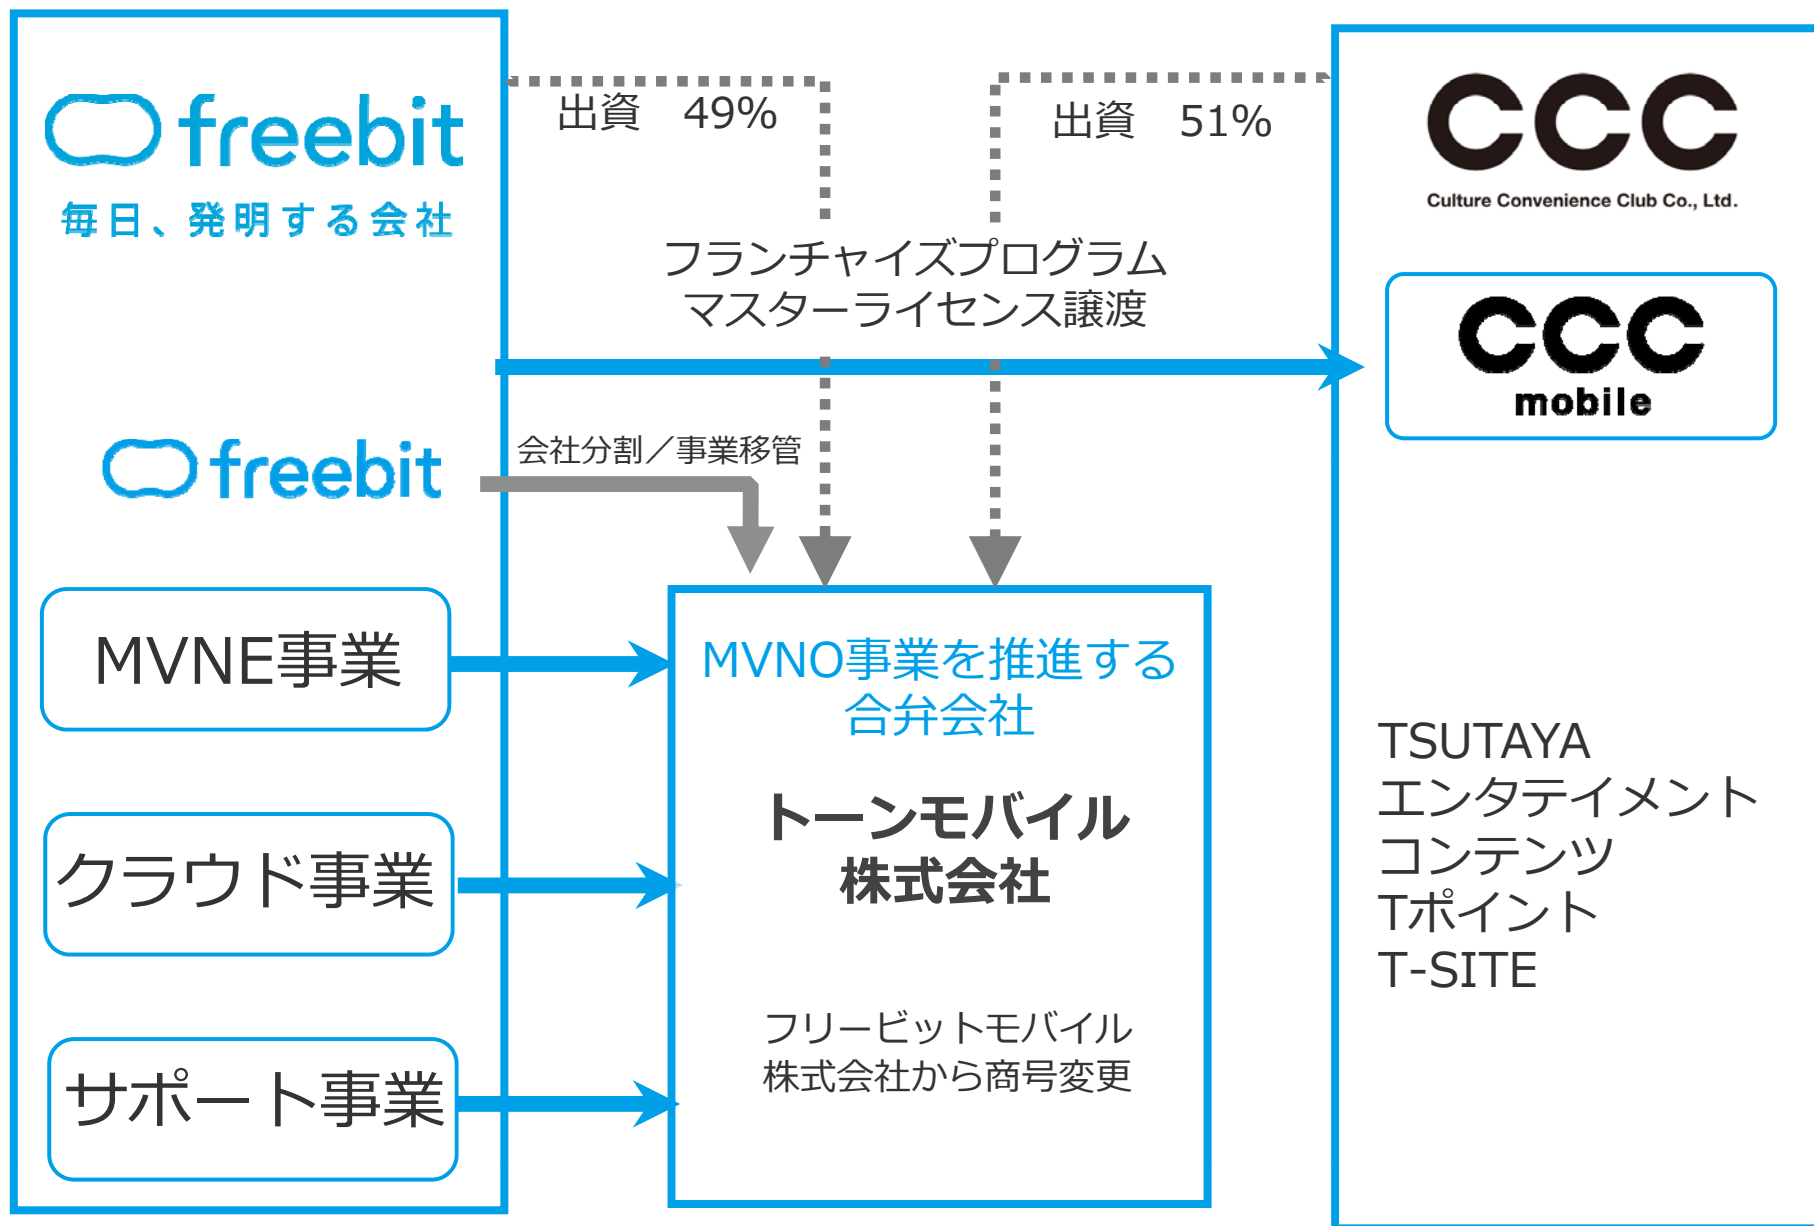 freebit
毎日、発明する会社
出資　49%
出資　51%
CCC
Culture Convenience Club Co., Ltd.
フランチャイズプログラム
マスターライセンス譲渡
CCC
mobile
freebit
会社分割／事業移管
MVNE事業
クラウド事業
サポート事業
MVNO事業を推進する
合弁会社
トーンモバイル
株式会社
フリービットモバイル
株式会社から商号変更
TSUTAYA
エンタテイメント
コンテンツ
Tポイント
T-SITE